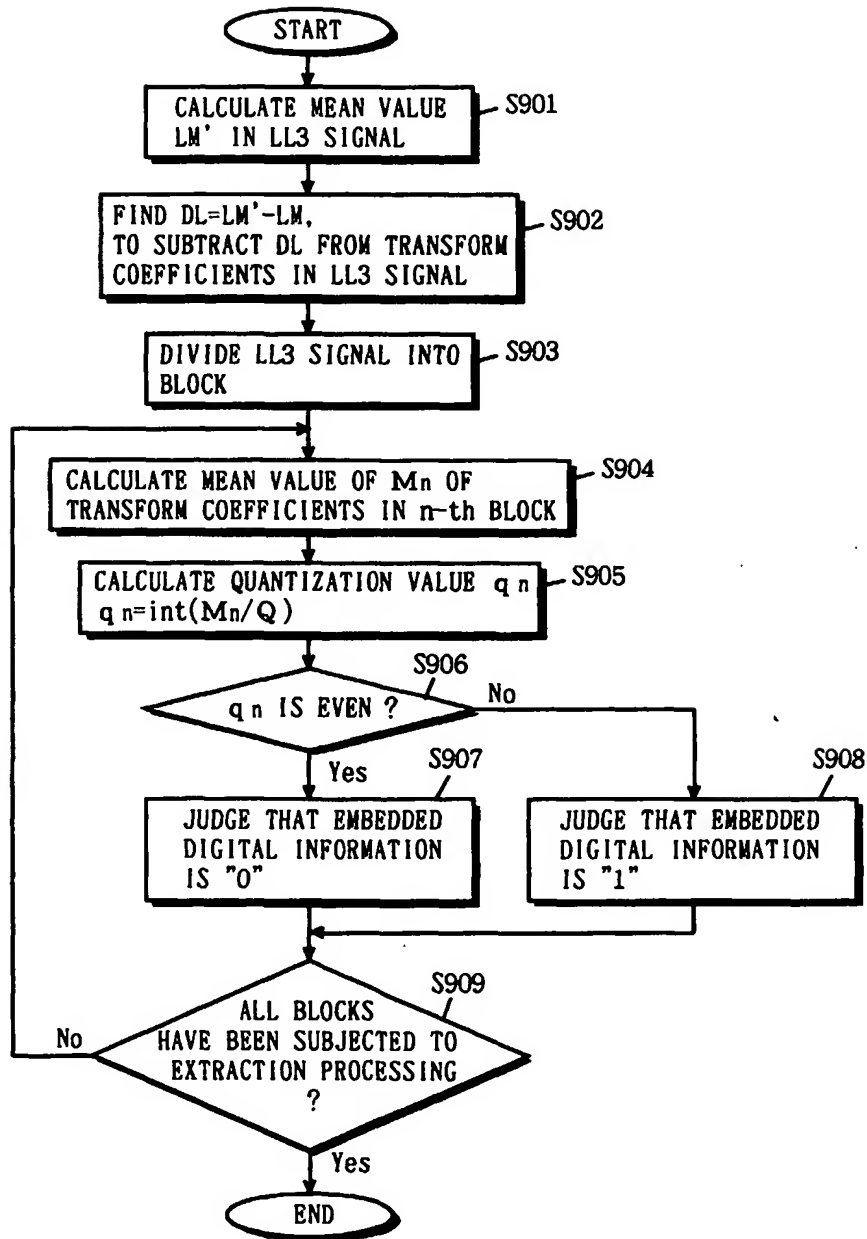 START
S901
CALCULATE MEAN VALUE
LM' IN LL3 SIGNAL
S902
FIND DL=LM'-LM,
TO SUBTRACT DL FROM TRANSFORM
COEFFICIENTS IN LL3 SIGNAL
S903
DIVIDE LL3 SIGNAL INTO
BLOCK
S904
CALCULATE MEAN VALUE OF Mn OF
TRANSFORM COEFFICIENTS IN n-th BLOCK
S905
CALCULATE QUANTIZATION VALUE qn
qn=int(Mn/Q)
S906
qn IS EVEN ?
No
Yes
S907
JUDGE THAT EMBEDDED
DIGITAL INFORMATION
IS "0"
S908
JUDGE THAT EMBEDDED
DIGITAL INFORMATION
IS "1"
S909
ALL BLOCKS
HAVE BEEN SUBJECTED TO
EXTRACTION PROCESSING
?
No
Yes
END